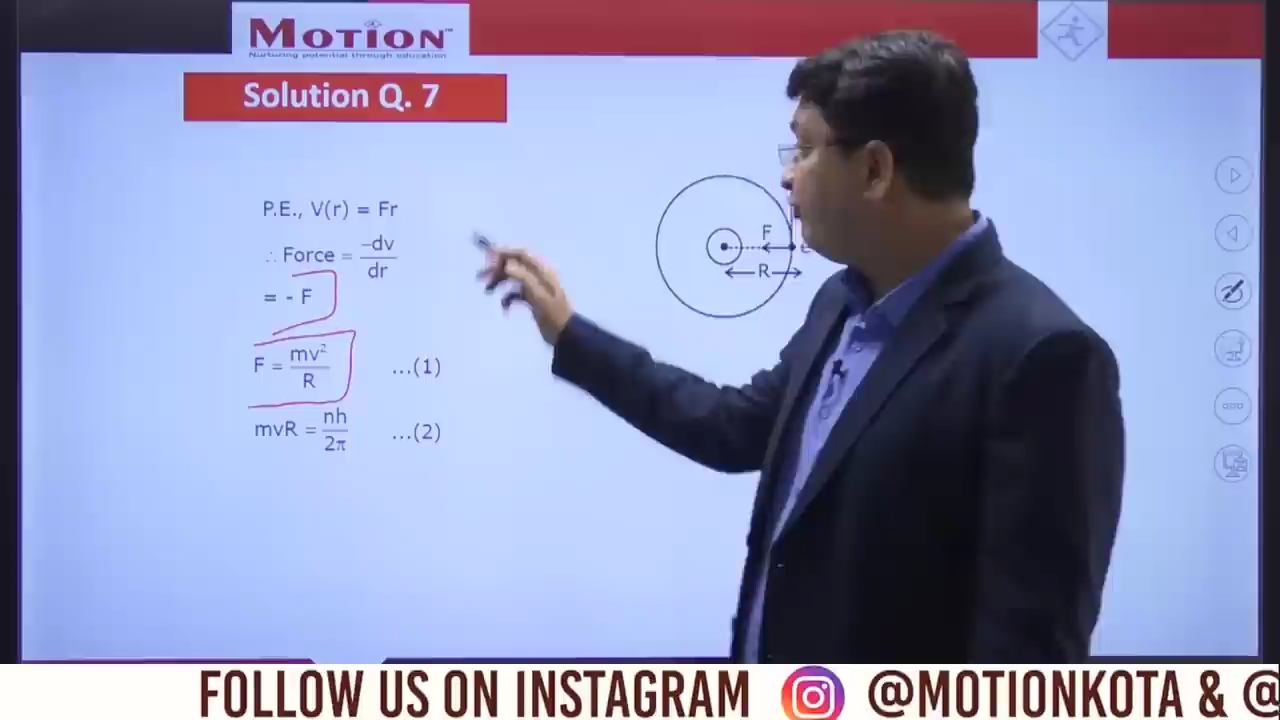 MOTION™
Nurturing potential through education
Solution Q. 7
P.E., V(r) = Fr
∴ Force = –dv/dr
= - F
F = mv²/R ...(1)
mvR = nh/2π ...(2)
F
e
R
FOLLOW US ON INSTAGRAM @MOTIONKOTA & @